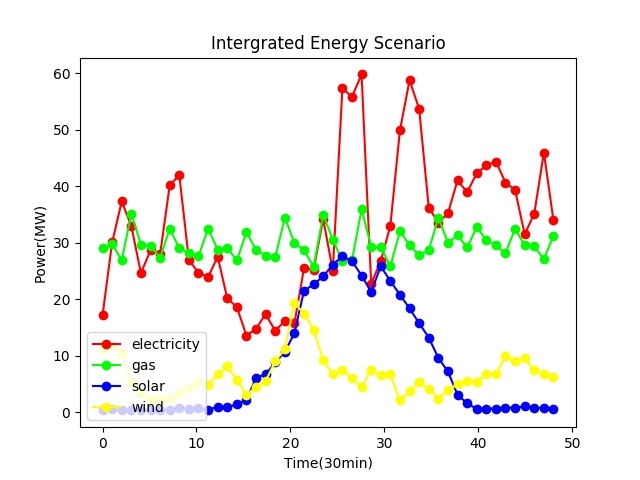 Intergrated Energy Scenario
60
50
40
30
20
10
0
Power(MW)
electricity
gas
solar
wind
0 10 20 30 40 50
Time(30min)